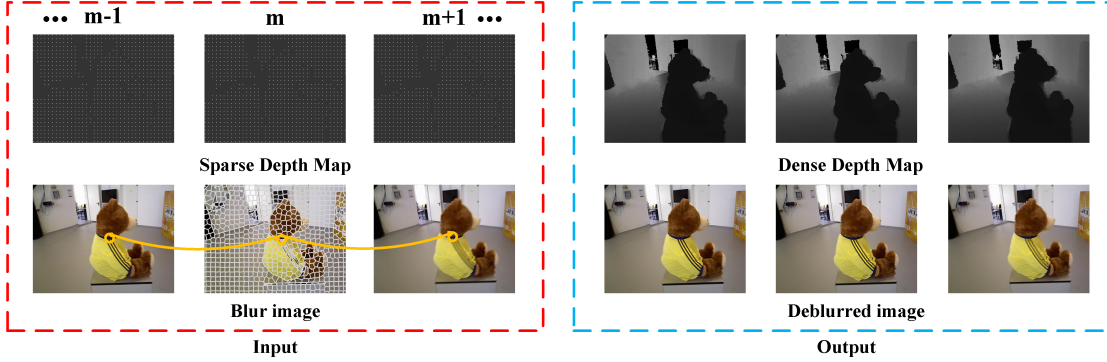 ••• m-1 m m+1 •••
Sparse Depth Map
Dense Depth Map
Blur image
Deblurred image
Input
Output